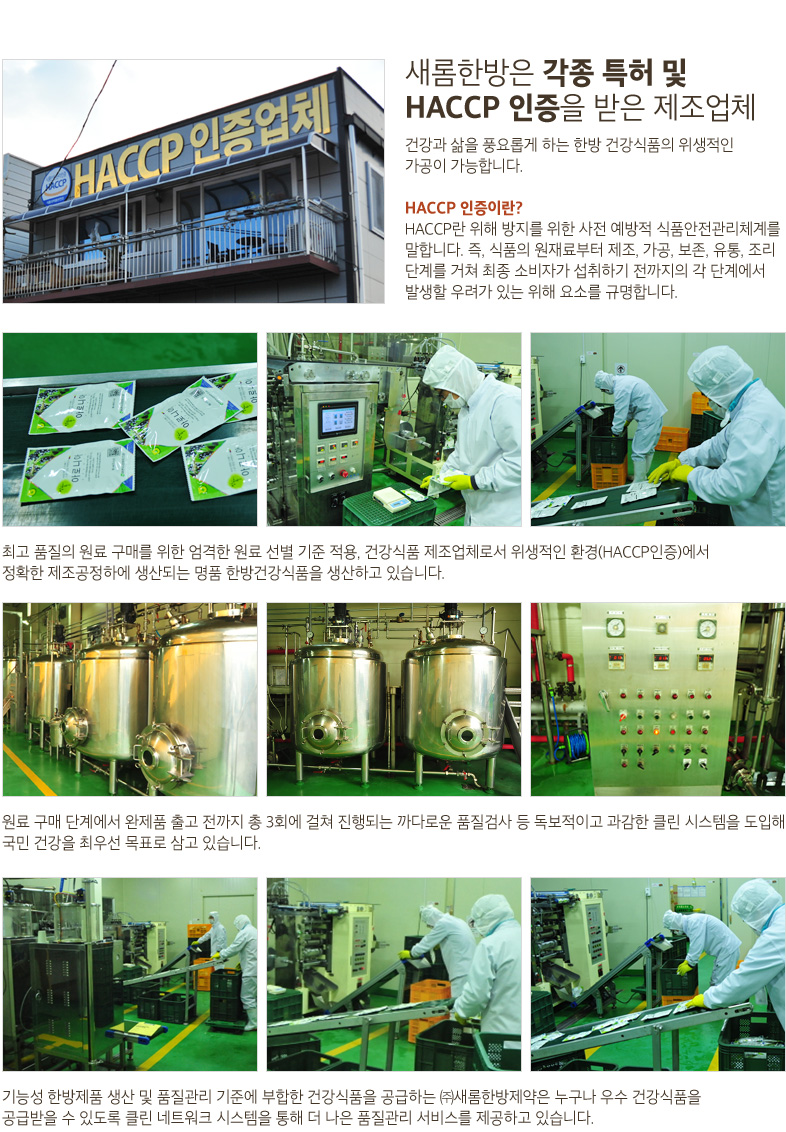 새롬한방은 각종 특허 및
HACCP 인증을 받은 제조업체
건강과 삶을 풍요롭게 하는 한방 건강식품의 위생적인
가공이 가능합니다.
HACCP 인증이란?
HACCP란 위해 방지를 위한 사전 예방적 식품안전관리체계를
말합니다. 즉, 식품의 원재료부터 제조, 가공, 보존, 유통, 조리
단계를 거쳐 최종 소비자가 섭취하기 전까지의 각 단계에서
발생할 우려가 있는 위해 요소를 규명합니다.
HACCP 인증업체
HACCP
아로니아
아로니아
아로니아
아로니아
최고 품질의 원료 구매를 위한 엄격한 원료 선별 기준 적용, 건강식품 제조업체로서 위생적인 환경(HACCP인증)에서
정확한 제조공정하에 생산되는 명품 한방건강식품을 생산하고 있습니다.
원료 구매 단계에서 완제품 출고 전까지 총 3회에 걸쳐 진행되는 까다로운 품질검사 등 독보적이고 과감한 클린 시스템을 도입해
국민 건강을 최우선 목표로 삼고 있습니다.
기능성 한방제품 생산 및 품질관리 기준에 부합한 건강식품을 공급하는 ㈜새롬한방제약은 누구나 우수 건강식품을
공급받을 수 있도록 클린 네트워크 시스템을 통해 더 나은 품질관리 서비스를 제공하고 있습니다.